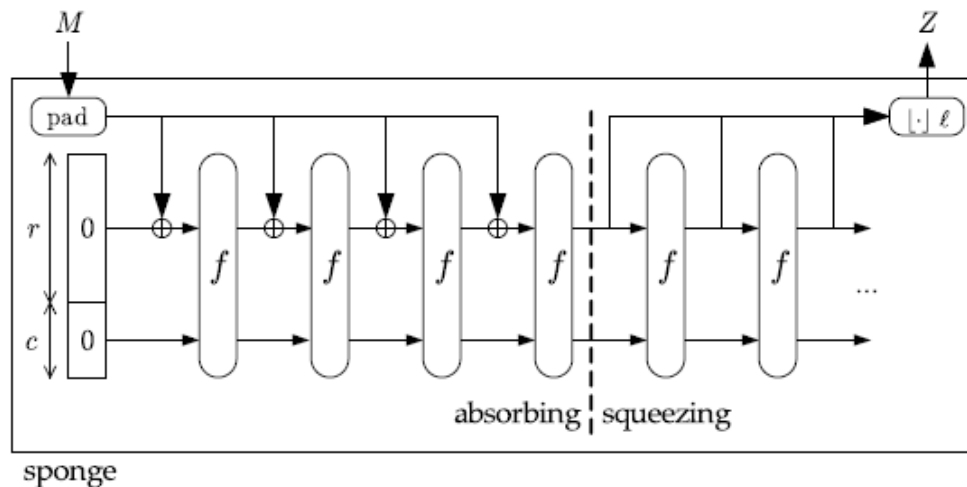 M Z
pad ⌊·⌋ ℓ
r 0 f f f f f f
c 0 ...
absorbing squeezing
sponge